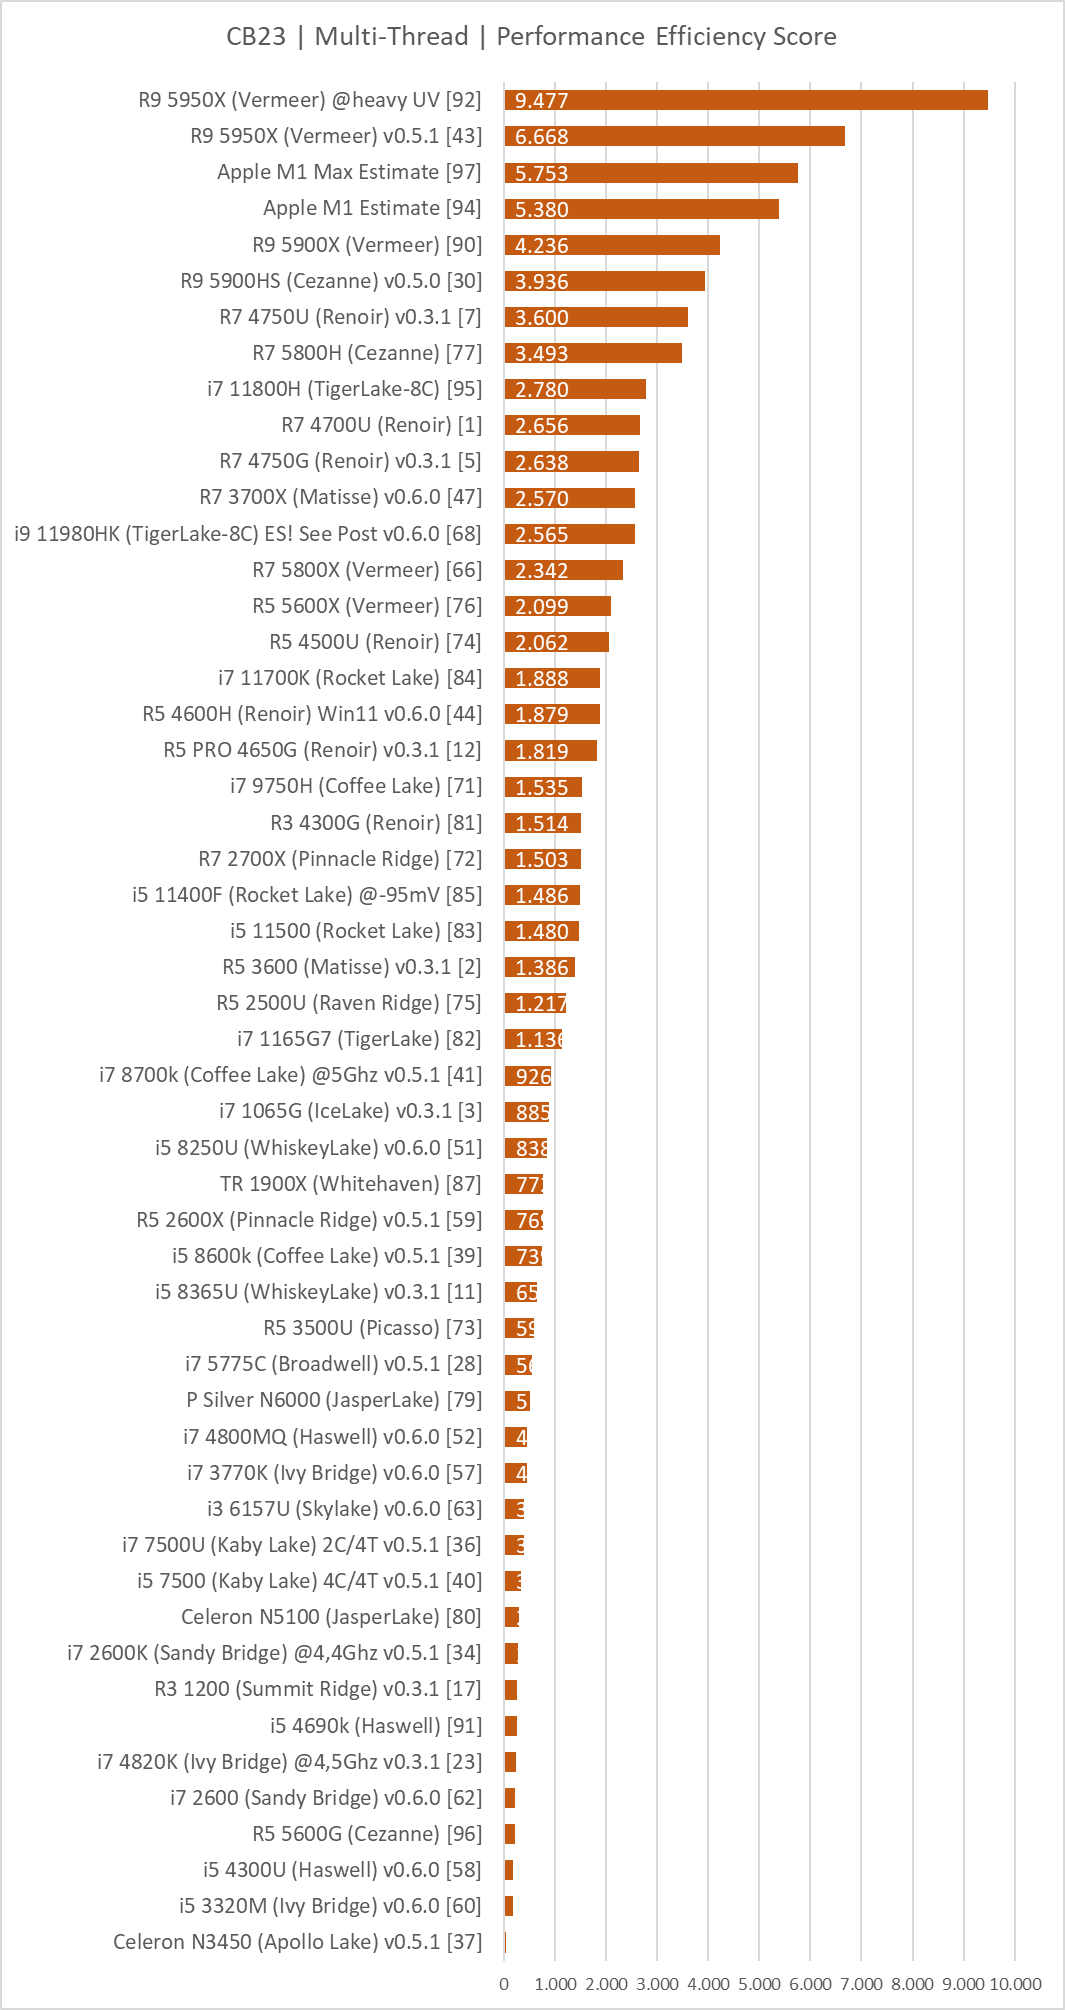 CB23 | Multi-Thread | Performance Efficiency Score
R9 5950X (Vermeer) @heavy UV [92] 9.477
R9 5950X (Vermeer) v0.5.1 [43] 6.668
Apple M1 Max Estimate [97] 5.753
Apple M1 Estimate [94] 5.380
R9 5900X (Vermeer) [90] 4.236
R9 5900HS (Cezanne) v0.5.0 [30] 3.936
R7 4750U (Renoir) v0.3.1 [7] 3.600
R7 5800H (Cezanne) [77] 3.493
i7 11800H (TigerLake-8C) [95] 2.780
R7 4700U (Renoir) [1] 2.656
R7 4750G (Renoir) v0.3.1 [5] 2.638
R7 3700X (Matisse) v0.6.0 [47] 2.570
i9 11980HK (TigerLake-8C) ES! See Post v0.6.0 [68] 2.565
R7 5800X (Vermeer) [66] 2.342
R5 5600X (Vermeer) [76] 2.099
R5 4500U (Renoir) [74] 2.062
i7 11700K (Rocket Lake) [84] 1.888
R5 4600H (Renoir) Win11 v0.6.0 [44] 1.879
R5 PRO 4650G (Renoir) v0.3.1 [12] 1.819
i7 9750H (Coffee Lake) [71] 1.535
R3 4300G (Renoir) [81] 1.514
R7 2700X (Pinnacle Ridge) [72] 1.503
i5 11400F (Rocket Lake) @-95mV [85] 1.486
i5 11500 (Rocket Lake) [83] 1.480
R5 3600 (Matisse) v0.3.1 [2] 1.386
R5 2500U (Raven Ridge) [75] 1.217
i7 1165G7 (TigerLake) [82] 1.136
i7 8700k (Coffee Lake) @5Ghz v0.5.1 [41] 926
i7 1065G (IceLake) v0.3.1 [3] 885
i5 8250U (WhiskeyLake) v0.6.0 [51] 838
TR 1900X (Whitehaven) [87]
R5 2600X (Pinnacle Ridge) v0.5.1 [59] 769
i5 8600k (Coffee Lake) v0.5.1 [39]
i5 8365U (WhiskeyLake) v0.3.1 [11]
R5 3500U (Picasso) [73]
i7 5775C (Broadwell) v0.5.1 [28]
P Silver N6000 (JasperLake) [79]
i7 4800MQ (Haswell) v0.6.0 [52]
i7 3770K (Ivy Bridge) v0.6.0 [57]
i3 6157U (Skylake) v0.6.0 [63]
i7 7500U (Kaby Lake) 2C/4T v0.5.1 [36]
i5 7500 (Kaby Lake) 4C/4T v0.5.1 [40]
Celeron N5100 (JasperLake) [80]
i7 2600K (Sandy Bridge) @4,4Ghz v0.5.1 [34]
R3 1200 (Summit Ridge) v0.3.1 [17]
i5 4690k (Haswell) [91]
i7 4820K (Ivy Bridge) @4,5Ghz v0.3.1 [23]
i7 2600 (Sandy Bridge) v0.6.0 [62]
R5 5600G (Cezanne) [96]
i5 4300U (Haswell) v0.6.0 [58]
i5 3320M (Ivy Bridge) v0.6.0 [60]
Celeron N3450 (Apollo Lake) v0.5.1 [37]
0 1.000 2.000 3.000 4.000 5.000 6.000 7.000 8.000 9.000 10.000